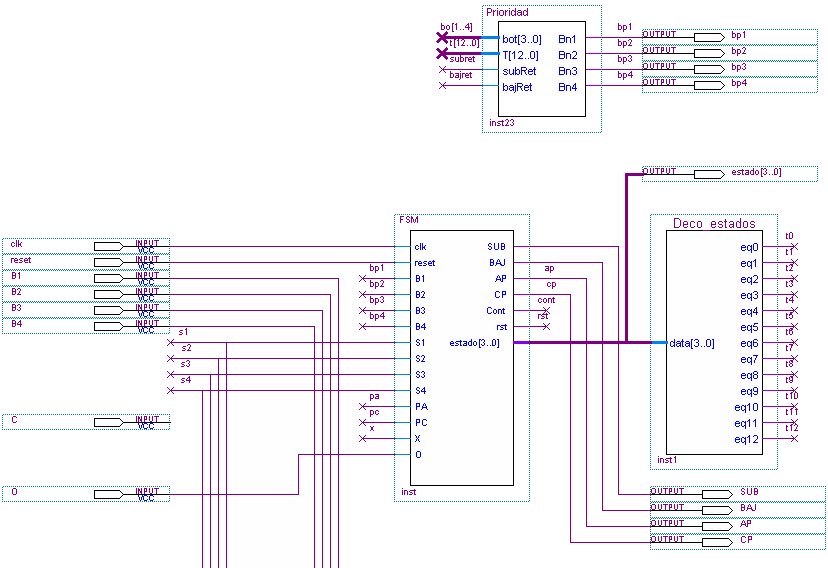 Prioridad
bo[1..4]
bot[3..0]
Bn1
bp1
OUTPUT
bp1
t[12..0]
T[12..0]
Bn2
bp2
OUTPUT
bp2
subret
subRet
Bn3
bp3
OUTPUT
bp3
bajret
bajRet
Bn4
bp4
OUTPUT
bp4
inst23
OUTPUT
estado[3..0]
FSM
Deco estados
clk
INPUT
VCC
clk
SUB
eq0
t0
reset
INPUT
VCC
reset
BAJ
eq1
t1
B1
INPUT
VCC
bp1
B1
AP
ap
eq2
t2
B2
INPUT
VCC
bp2
B2
CP
cp
eq3
t3
B3
INPUT
VCC
bp3
B3
Cont
cont
eq4
t4
B4
INPUT
VCC
bp4
B4
rst
rst
eq5
t5
s1
S1
estado[3..0]
data[3..0]
eq6
t6
s2
S2
eq7
t7
s3
S3
eq8
t8
s4
S4
eq9
t9
pa
PA
eq10
t10
C
INPUT
VCC
pc
PC
eq11
t11
x
X
eq12
t12
O
inst1
O
INPUT
VCC
inst
OUTPUT
SUB
OUTPUT
BAJ
OUTPUT
AP
OUTPUT
CP